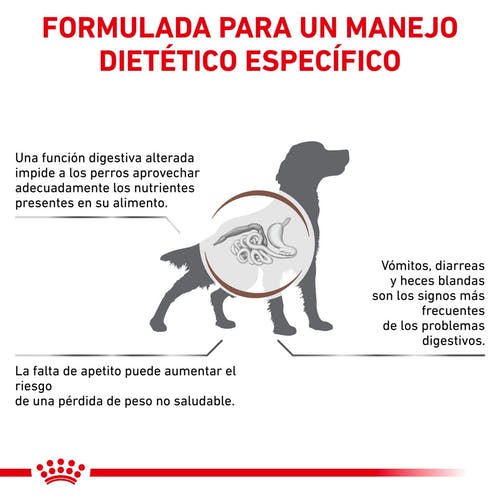 FORMULADA PARA UN MANEJO
DIETÉTICO ESPECÍFICO
Una función digestiva alterada
impide a los perros aprovechar
adecuadamente los nutrientes
presentes en su alimento.
Vómitos, diarreas
y heces blandas
son los signos más
frecuentes
de los problemas
digestivos.
La falta de apetito puede aumentar el
riesgo
de una pérdida de peso no saludable.